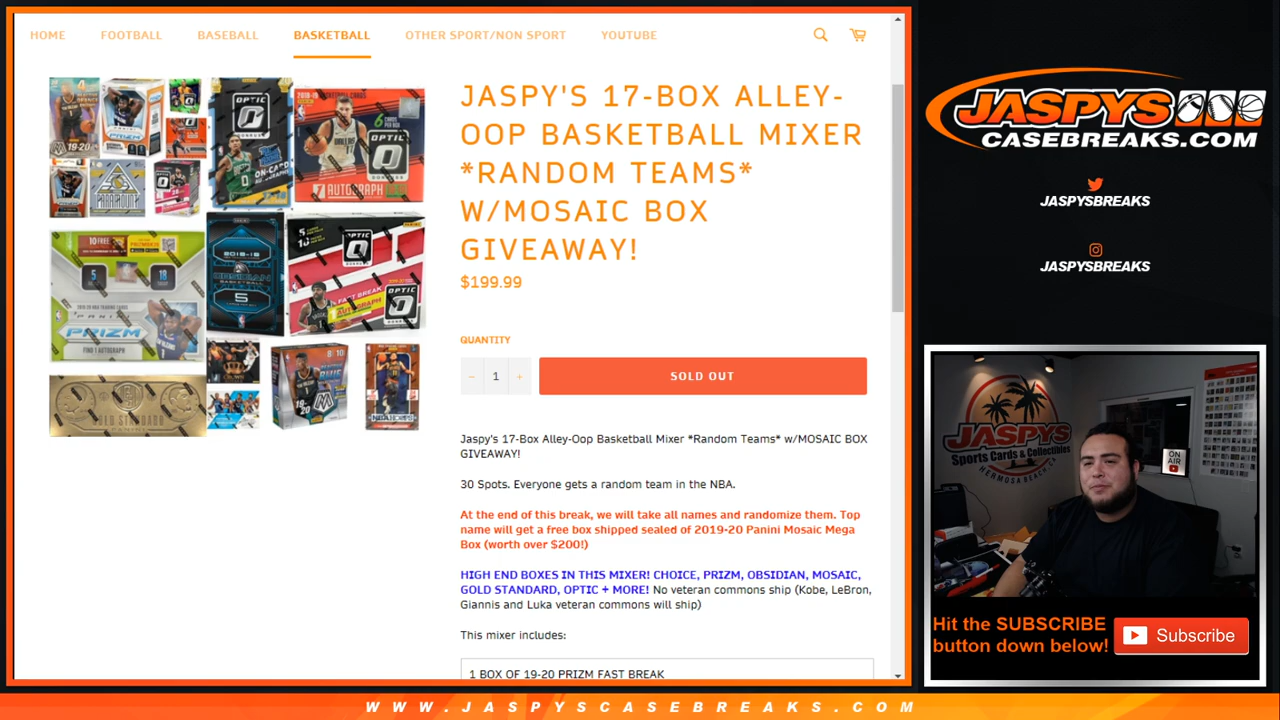 HOME FOOTBALL BASEBALL BASKETBALL OTHER SPORT/NON SPORT YOUTUBE
JASPY'S 17-BOX ALLEY-
OOP BASKETBALL MIXER
*RANDOM TEAMS*
W/MOSAIC BOX
GIVEAWAY!
$199.99
QUANTITY
− 1 + SOLD OUT
Jaspy's 17-Box Alley-Oop Basketball Mixer *Random Teams* w/MOSAIC BOX
GIVEAWAY!
30 Spots. Everyone gets a random team in the NBA.
At the end of this break, we will take all names and randomize them. Top
name will get a free box shipped sealed of 2019-20 Panini Mosaic Mega
Box (worth over $200!)
HIGH END BOXES IN THIS MIXER! CHOICE, PRIZM, OBSIDIAN, MOSAIC,
GOLD STANDARD, OPTIC + MORE! No veteran commons ship (Kobe, LeBron,
Giannis and Luka veteran commons will ship)
This mixer includes:
1 BOX OF 19-20 PRIZM FAST BREAK
OPTIC
OPTIC
PRIZM
JASPYS
CASEBREAKS.COM
JASPYSBREAKS
JASPYSBREAKS
JASPYS
Sports Cards & Collectibles
HERMOSA BEACH, CA
ON
AIR
Hit the SUBSCRIBE
button down below!
Subscribe
WWW.JASPYSCASEBREAKS.COM